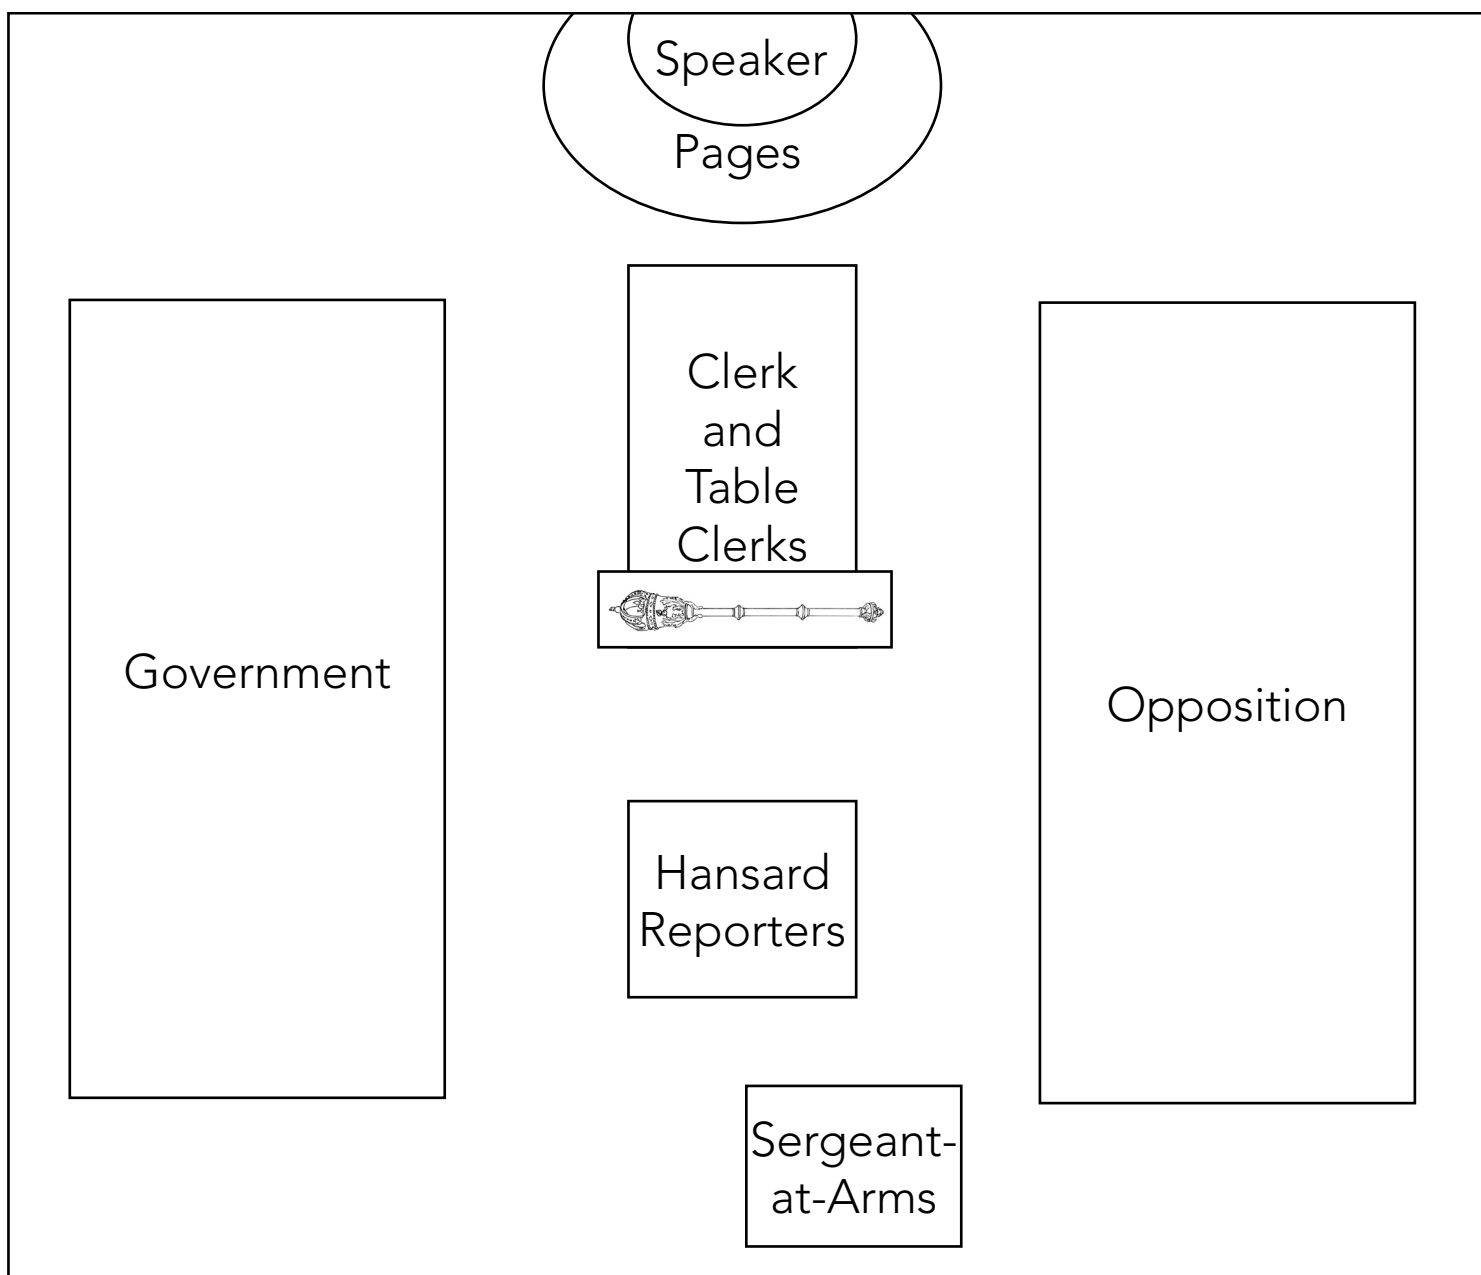 Speaker
Pages
Clerk
and
Table
Clerks
Government
Opposition
Hansard
Reporters
Sergeant-
at-Arms